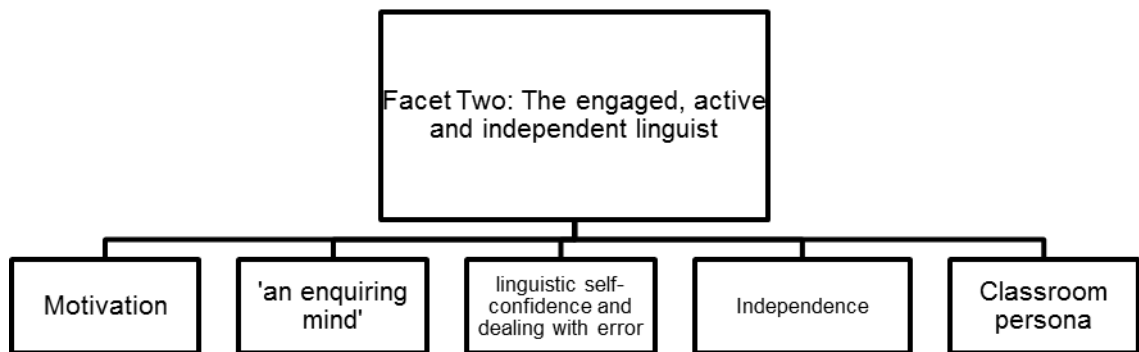 Facet Two: The engaged, active
and independent linguist
Motivation
'an enquiring
mind'
linguistic self-
confidence and
dealing with error
Independence
Classroom
persona